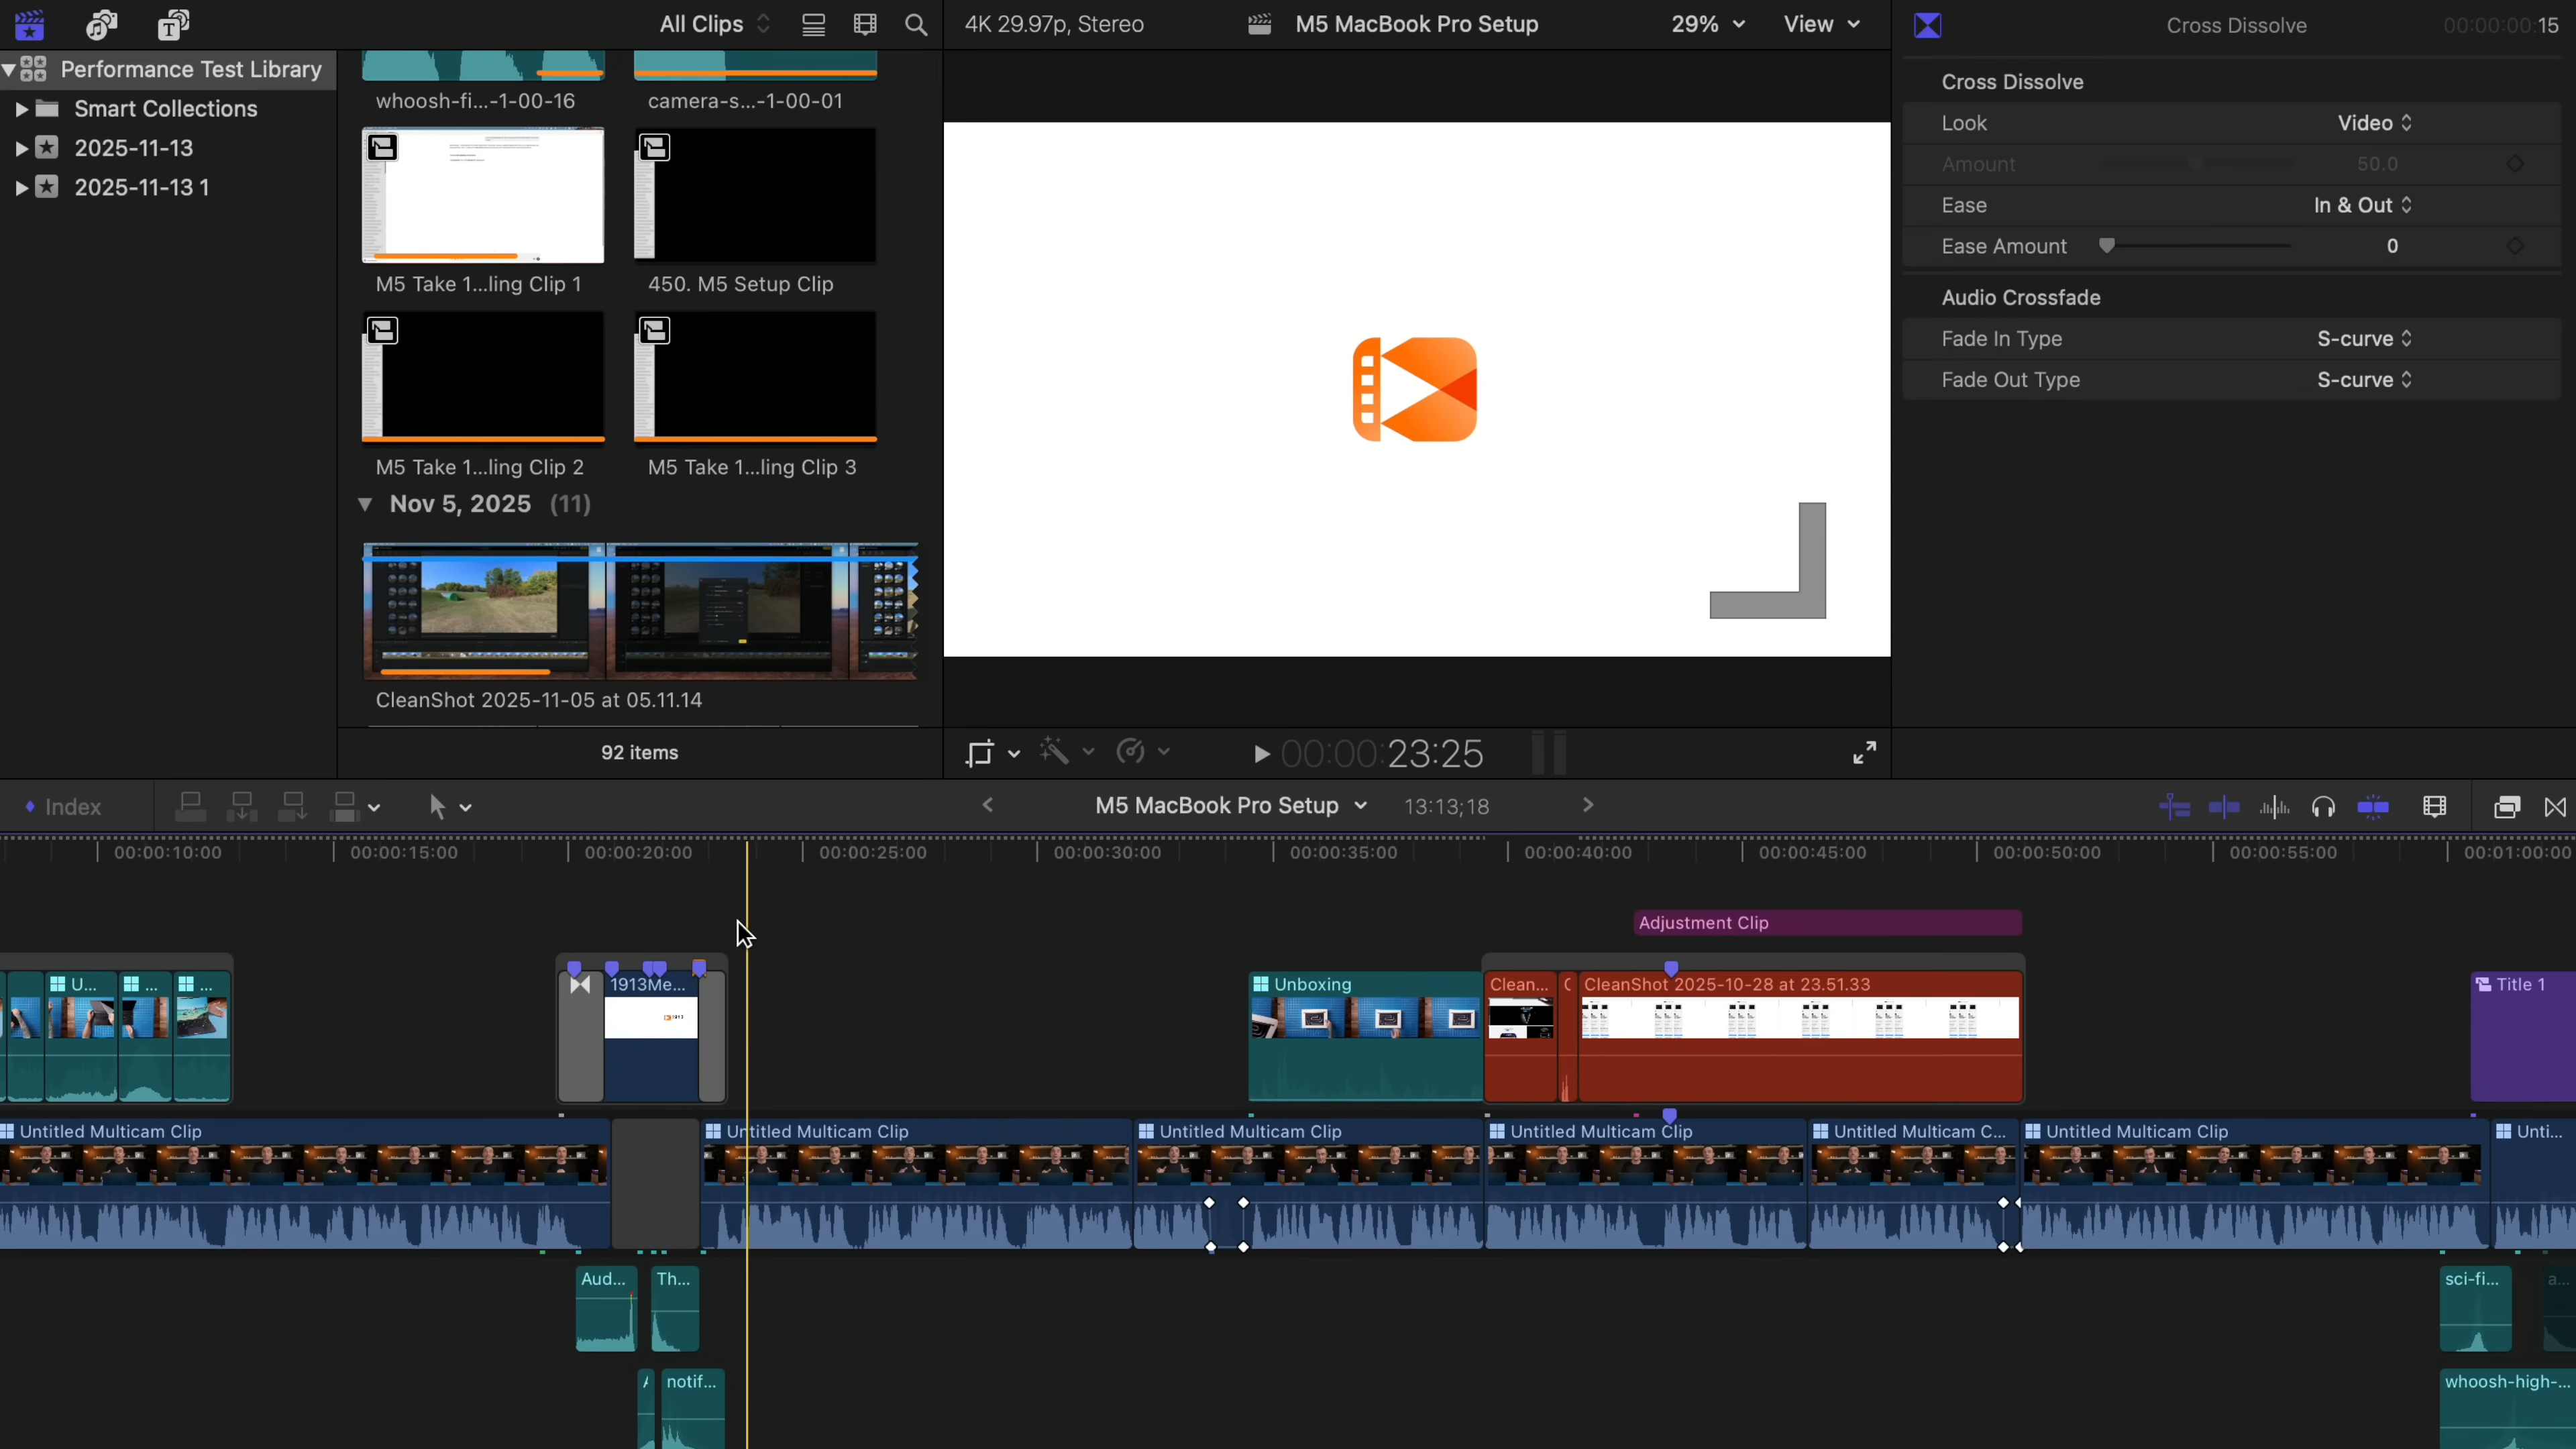 All Clips
4K 29.97p, Stereo
M5 MacBook Pro Setup
29%
View
Cross Dissolve
00:00:00:15
Performance Test Library
Smart Collections
2025-11-13
2025-11-13 1
whoosh-fi...-1-00-16
camera-s...-1-00-01
M5 Take 1...ling Clip 1
450. M5 Setup Clip
M5 Take 1...ling Clip 2
M5 Take 1...ling Clip 3
Nov 5, 2025 (11)
CleanShot 2025-11-05 at 05.11.14
92 items
Cross Dissolve
Look
Video
Amount
50.0
Ease
In & Out
Ease Amount
0
Audio Crossfade
Fade In Type
S-curve
Fade Out Type
S-curve
00:00:23:25
Index
M5 MacBook Pro Setup
13:13;18
00:00:10:00
00:00:15:00
00:00:20:00
00:00:25:00
00:00:30:00
00:00:35:00
00:00:40:00
00:00:45:00
00:00:50:00
00:00:55:00
00:01:00:00
Adjustment Clip
U...
...
...
1913Me...
Unboxing
Clean...
C
CleanShot 2025-10-28 at 23.51.33
Title 1
Untitled Multicam Clip
Untitled Multicam Clip
Untitled Multicam Clip
Untitled Multicam Clip
Untitled Multicam C...
Untitled Multicam Clip
Unti...
Aud...
Th...
sci-fi...
a...
notif...
whoosh-high-...